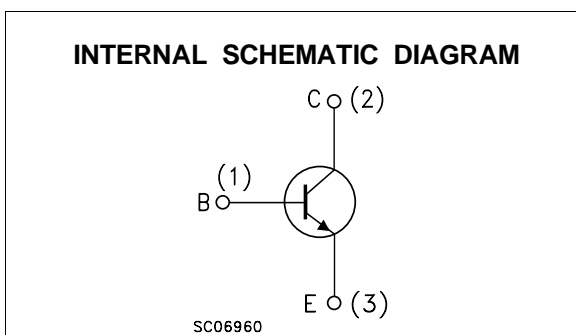 INTERNAL SCHEMATIC DIAGRAM
C (2)
(1)
B
E (3)
SC06960